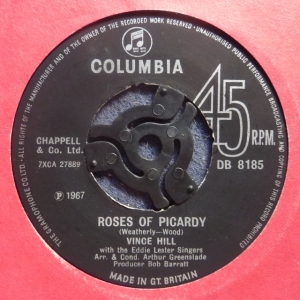 ALL RIGHTS OF THE MANUFACTURER AND OF THE OWNER OF THE RECORDED WORK RESERVED · UNAUTHORISED PUBLIC PERFORMANCE BROADCASTING AND COPYING OF THIS RECORD PROHIBITED
COLUMBIA
45
R.P.M.
CHAPPELL
& Co. Ltd.
7XCA 27889
DB 8185
℗ 1967
ROSES OF PICARDY
(Weatherly—Wood)
VINCE HILL
with the Eddie Lester Singers
Arr. & Cond. Arthur Greenslade
Producer Bob Barratt
THE GRAMOPHONE CO. LTD.
MADE IN GT. BRITAIN